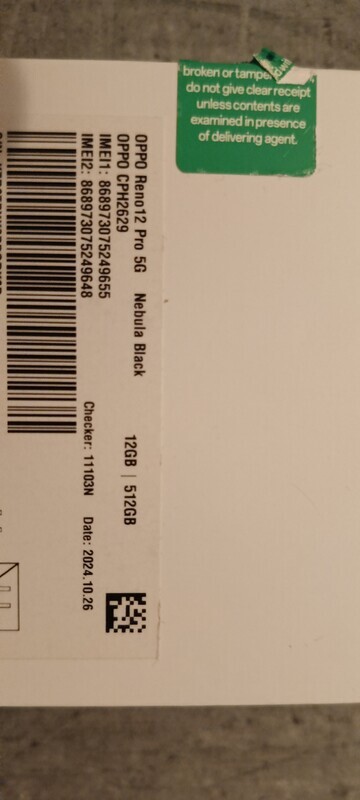 broken or tampe
do not give clear receipt
unless contents are
examined in presence
of delivering agent.
OPPO Reno12 Pro 5G Nebula Black 12GB | 512GB
OPPO CPH2629
IMEI1: 868973075249655
IMEI2: 868973075249648 Checker: 11103N Date: 2024.10.26